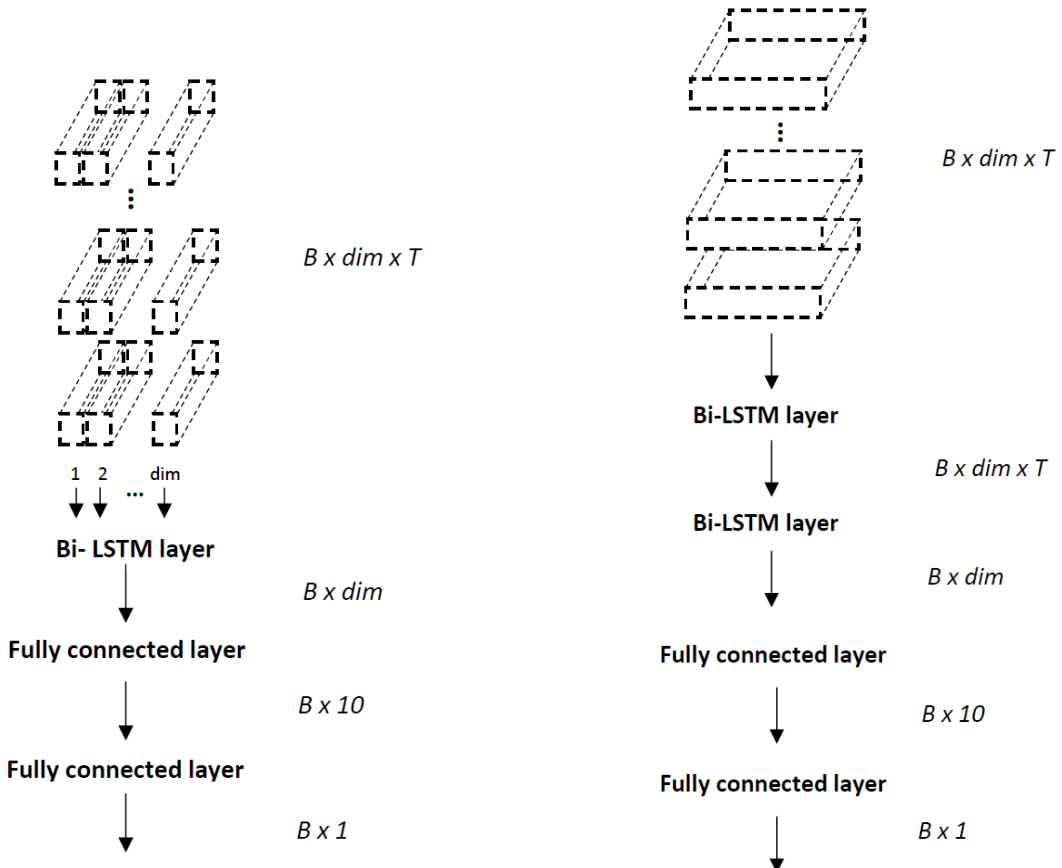 B x dim x T
1 2 ... dim
Bi- LSTM layer
B x dim
Fully connected layer
B x 10
Fully connected layer
B x 1
B x dim x T
Bi-LSTM layer
B x dim x T
Bi-LSTM layer
B x dim
Fully connected layer
B x 10
Fully connected layer
B x 1